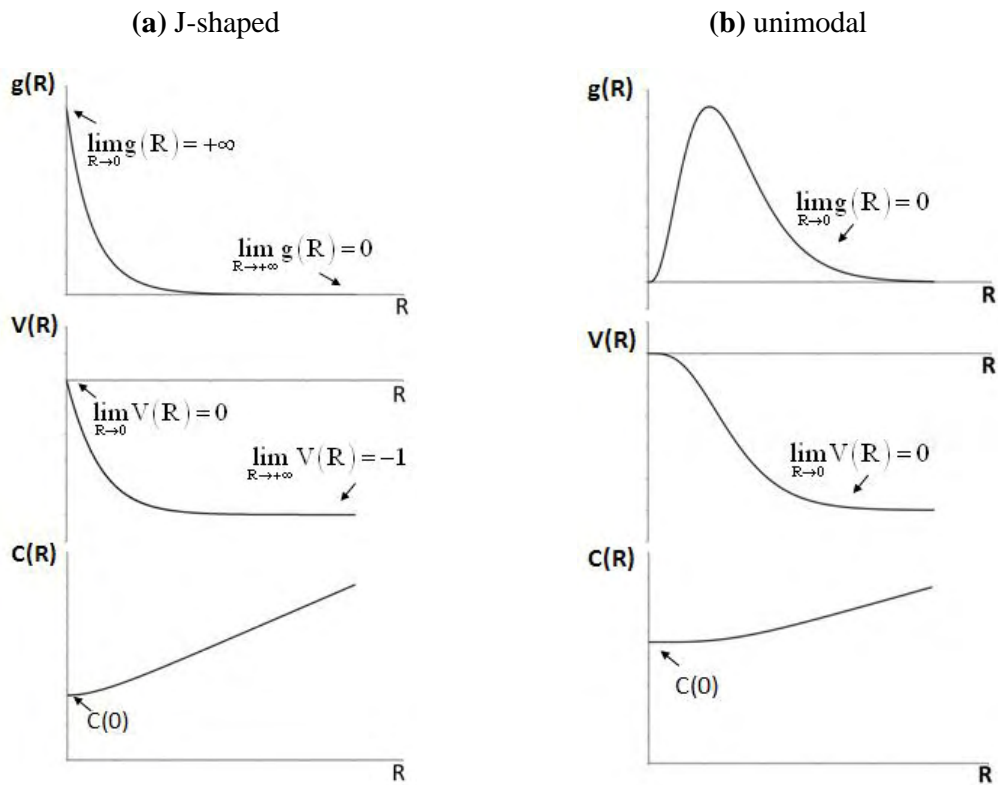 (a) J-shaped
g(R)
lim g(R) = +∞
R→0
lim g(R) = 0
R→+∞
R
V(R)
R
lim V(R) = 0
R→0
lim V(R) = −1
R→+∞
C(R)
C(0)
R
(b) unimodal
g(R)
lim g(R) = 0
R→0
R
V(R)
R
lim V(R) = 0
R→0
C(R)
C(0)
R